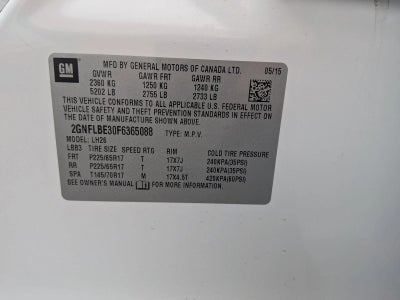 GM
MFD BY GENERAL MOTORS OF CANADA LTD. 05/15
GVWR GAWR FRT GAWR RR
2360 KG 1250 KG 1240 KG
5202 LB 2755 LB 2733 LB
THIS VEHICLE CONFORMS TO ALL APPLICABLE U.S. FEDERAL MOTOR
VEHICLE SAFETY AND THEFT PREVENTION STANDARDS IN EFFECT ON
THE DATE OF MANUFACTURE SHOWN ABOVE.
2GNFLBE30F6365088 TYPE: M.P.V.
MODEL: LH26
LBB3 TIRE SIZE SPEED RTG RIM COLD TIRE PRESSURE
FRT P225/65R17 T 17X7J 240KPA(35PSI)
RR P225/65R17 T 17X7J 240KPA(35PSI)
SPA T145/70R17 M 17X4.5T 420KPA(60PSI)
SEE OWNER'S MANUAL FOR MORE INFORMATION.